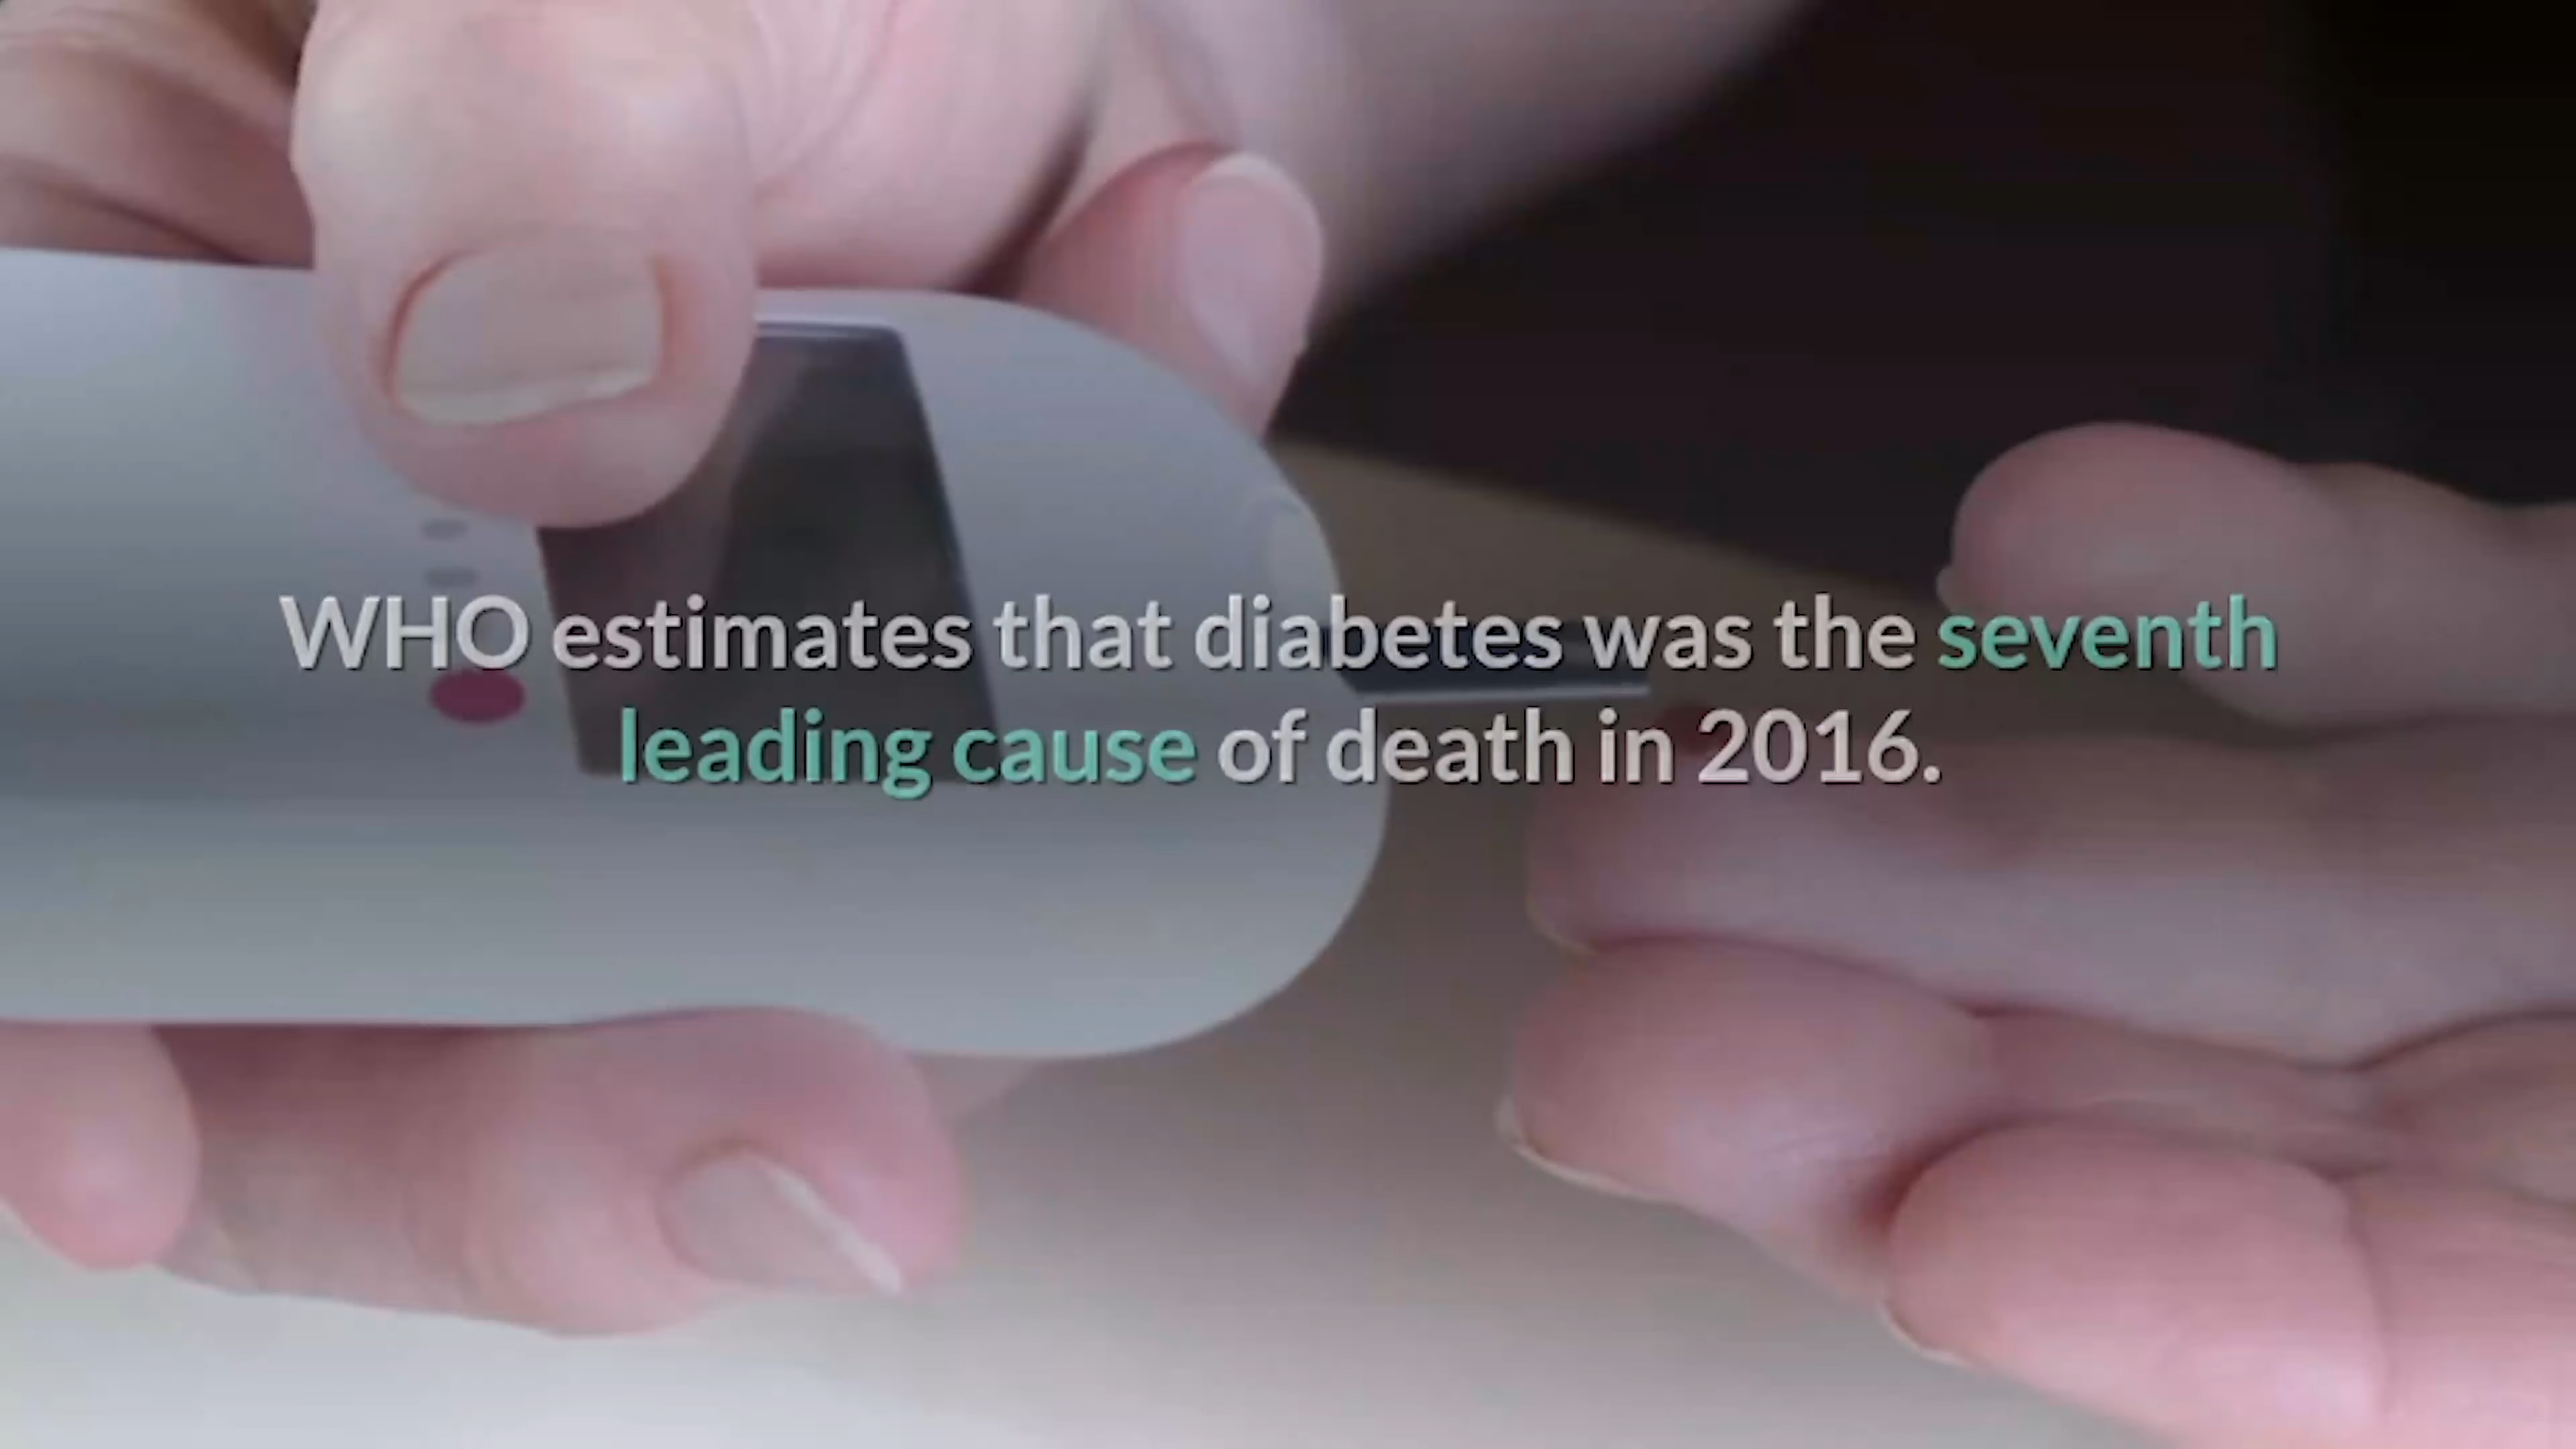 WHO estimates that diabetes was the seventh
leading cause of death in 2016.